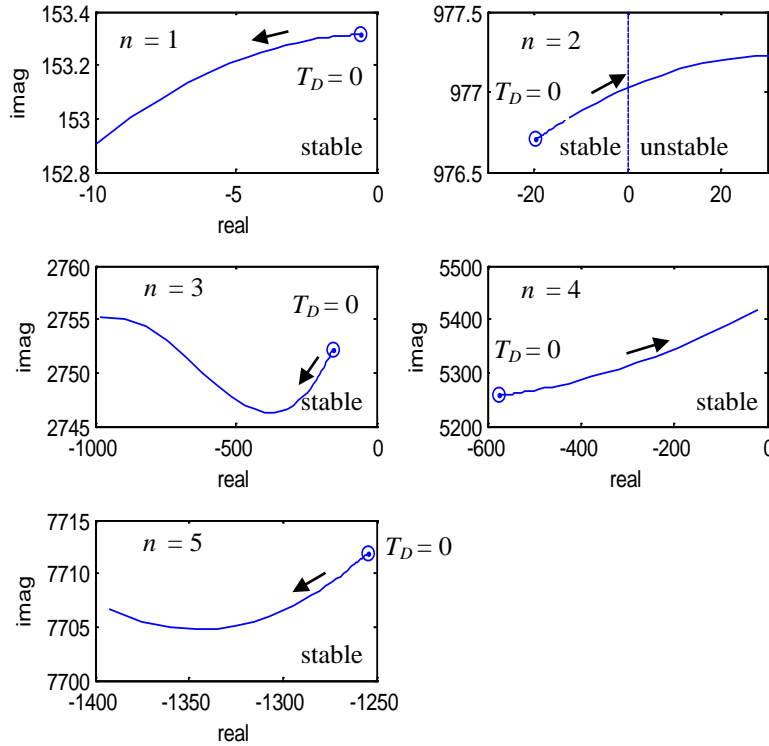 153.4
153.2
153
152.8
imag
n = 1
T_D = 0
stable
-10
-5
0
real
977.5
977
976.5
imag
n = 2
T_D = 0
stable
unstable
-20
0
20
real
2760
2755
2750
2745
imag
n = 3
T_D = 0
stable
-1000
-500
0
real
5500
5400
5300
5200
imag
n = 4
T_D = 0
stable
-600
-400
-200
0
real
7715
7710
7705
7700
imag
n = 5
T_D = 0
stable
-1400
-1350
-1300
-1250
real